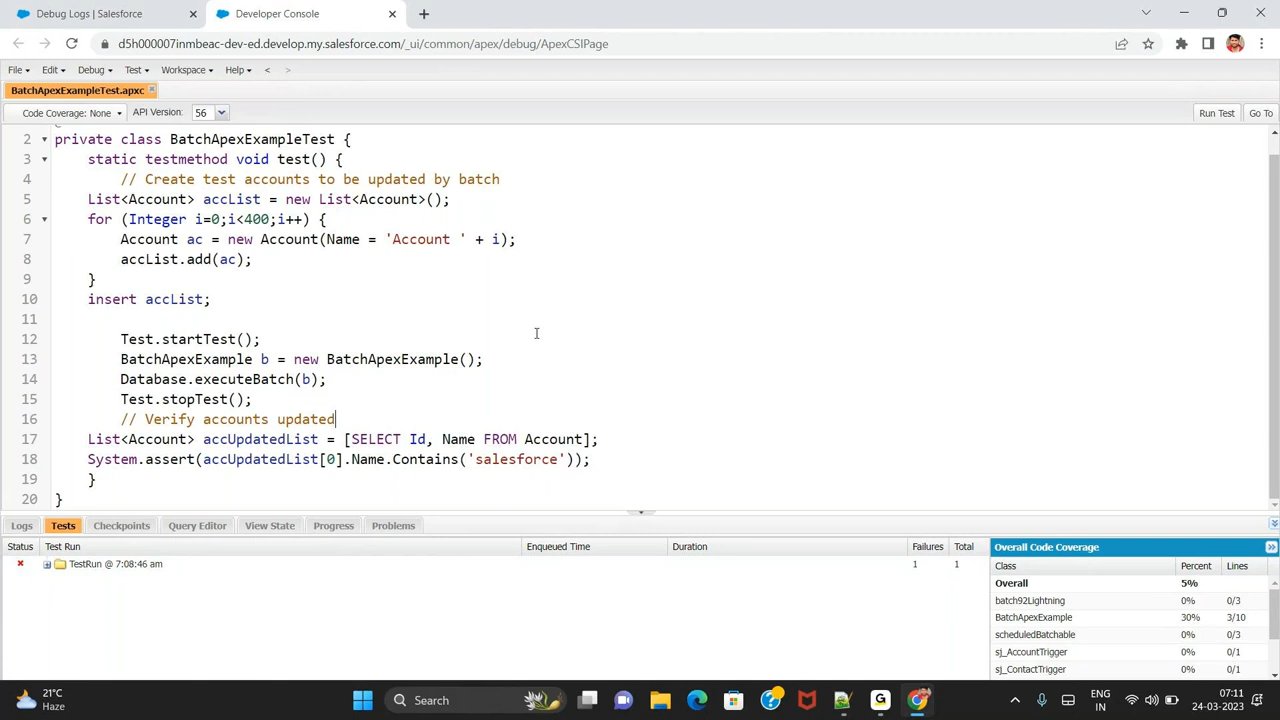 Debug Logs | Salesforce
Developer Console
d5h000007inmbeac-dev-ed.develop.my.salesforce.com/_ui/common/apex/debug/ApexCSIPage
File Edit Debug Test Workspace Help < >
BatchApexExampleTest.apxc
Code Coverage: None API Version: 56 Run Test Go To
2 private class BatchApexExampleTest {
3 static testmethod void test() {
4 // Create test accounts to be updated by batch
5 List<Account> accList = new List<Account>();
6 for (Integer i=0;i<400;i++) {
7 Account ac = new Account(Name = 'Account ' + i);
8 accList.add(ac);
9 }
10 insert accList;
11
12 Test.startTest();
13 BatchApexExample b = new BatchApexExample();
14 Database.executeBatch(b);
15 Test.stopTest();
16 // Verify accounts updated
17 List<Account> accUpdatedList = [SELECT Id, Name FROM Account];
18 System.assert(accUpdatedList[0].Name.Contains('salesforce'));
19 }
20 }
Logs Tests Checkpoints Query Editor View State Progress Problems
Status Test Run Enqueued Time Duration Failures Total
TestRun @ 7:08:46 am 1 1
Overall Code Coverage
Class Percent Lines
Overall 5%
batch92Lightning 0% 0/3
BatchApexExample 30% 3/10
scheduledBatchable 0% 0/3
sj_AccountTrigger 0% 0/1
sj_ContactTrigger 0% 0/1
21°C
Haze
Search
ENG
IN
07:11
24-03-2023